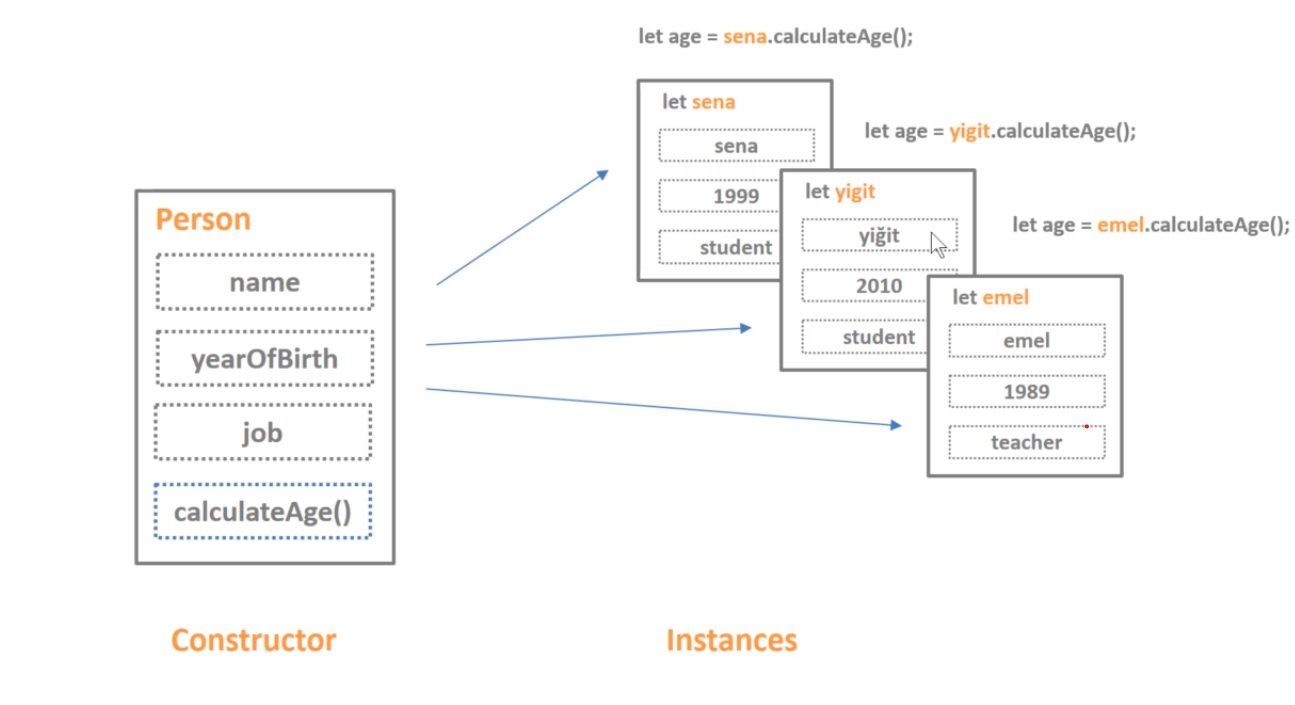 let age = sena.calculateAge();
let sena
sena
1999
student
let age = yigit.calculateAge();
let yigit
yiğit
2010
student
let age = emel.calculateAge();
let emel
emel
1989
teacher
Person
name
yearOfBirth
job
calculateAge()
Constructor
Instances